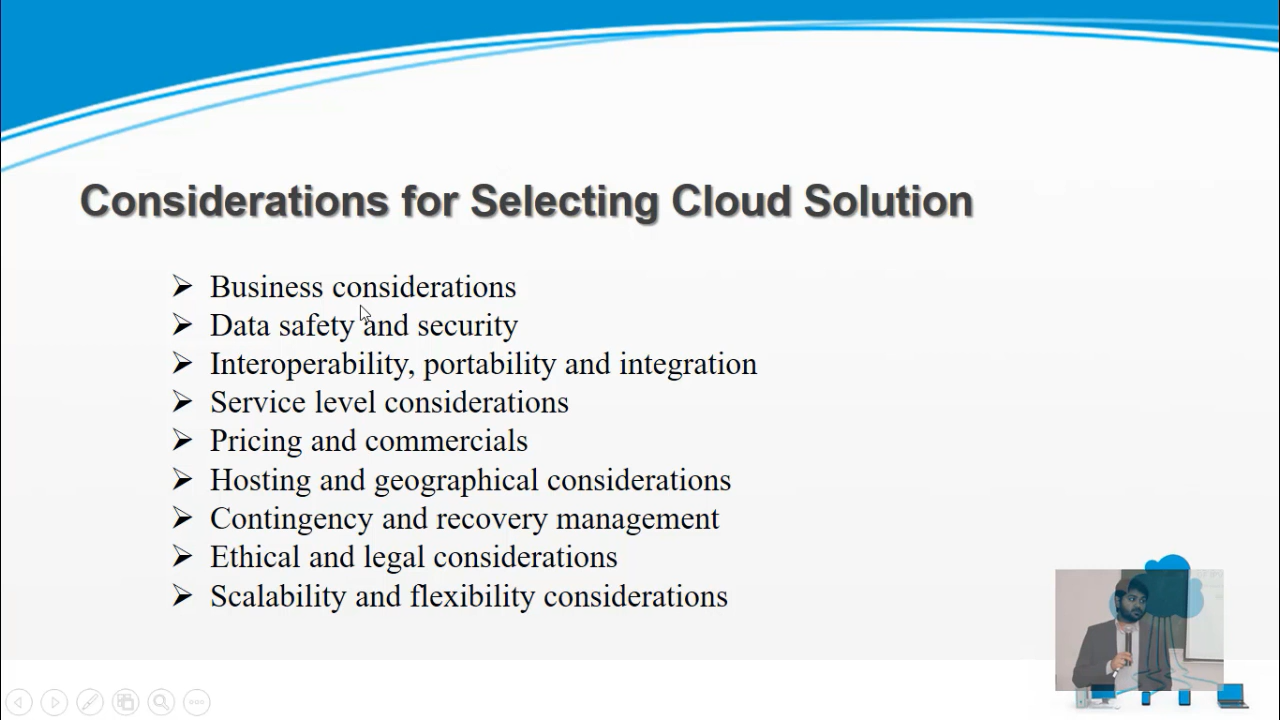 Considerations for Selecting Cloud Solution
➢ Business considerations
➢ Data safety and security
➢ Interoperability, portability and integration
➢ Service level considerations
➢ Pricing and commercials
➢ Hosting and geographical considerations
➢ Contingency and recovery management
➢ Ethical and legal considerations
➢ Scalability and flexibility considerations